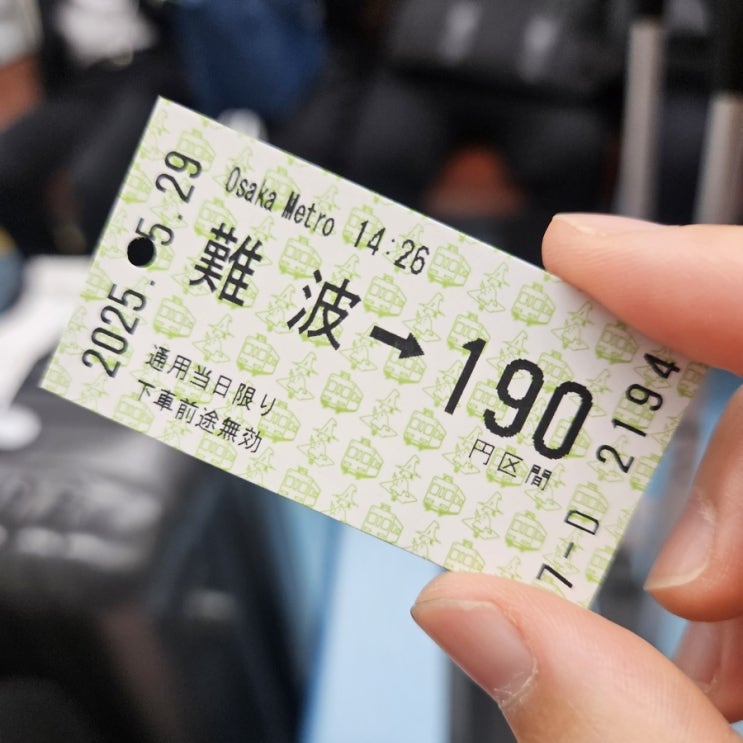 Osaka Metro 14:26
2025.-5.29
難波→190
円区間
通用当日限り
下車前途無効
2194
7-D